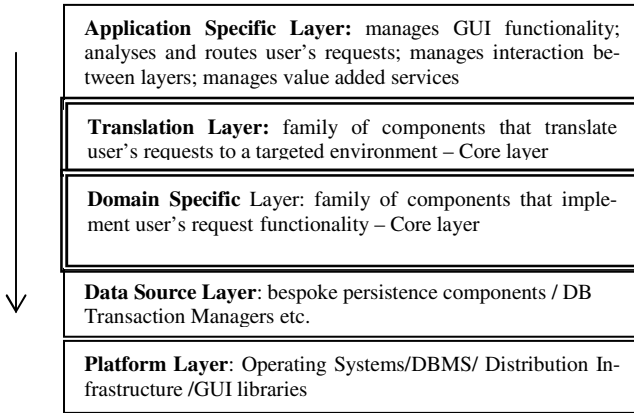 Application Specific Layer: manages GUI functionality;
analyses and routes user's requests; manages interaction be-
tween layers; manages value added services
Translation Layer: family of components that translate
user's requests to a targeted environment – Core layer
Domain Specific Layer: family of components that imple-
ment user's request functionality – Core layer
Data Source Layer: bespoke persistence components / DB
Transaction Managers etc.
Platform Layer: Operating Systems/DBMS/ Distribution In-
frastructure /GUI libraries